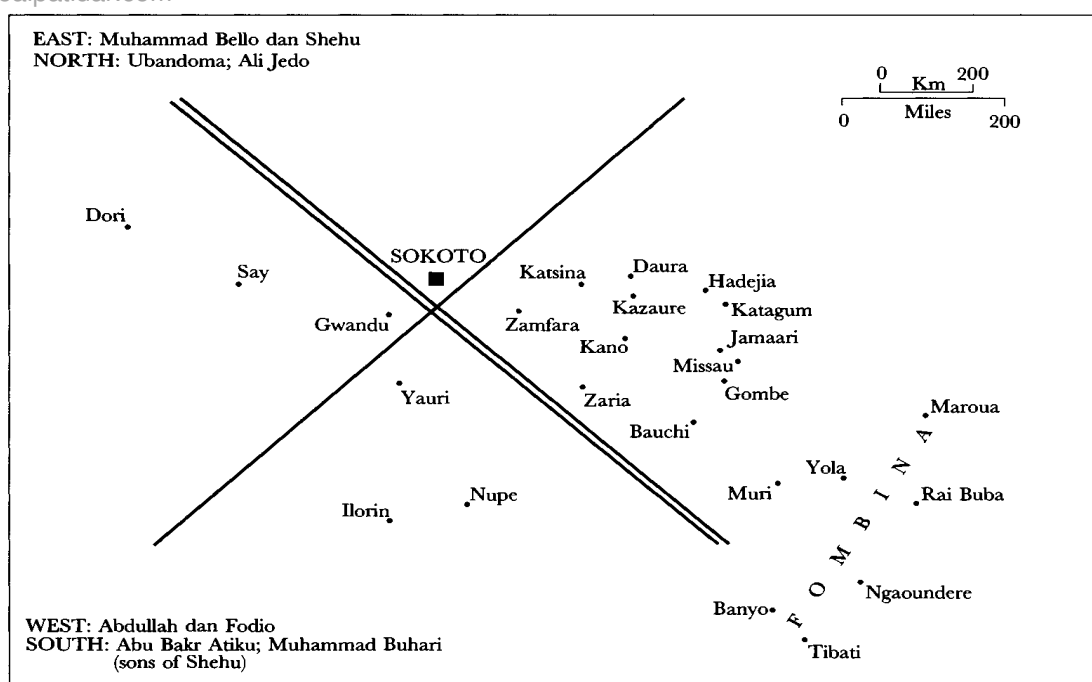 EAST: Muhammad Bello dan Shehu
NORTH: Ubandoma; Ali Jedo
0 200
Km
Miles
0 200
Dori
SOKOTO
Say
Katsina
Daura
Hadejia
Gwandu
Zamfara
Kazaure
Katagum
Kano
Jamaari
Missau
Yauri
Zaria
Gombe
Maroua
Bauchi
Yola
Muri
Rai Buba
Nupe
Ilorin
FOMBINA
Ngaoundere
Banyo
Tibati
WEST: Abdullah dan Fodio
SOUTH: Abu Bakr Atiku; Muhammad Buhari
(sons of Shehu)